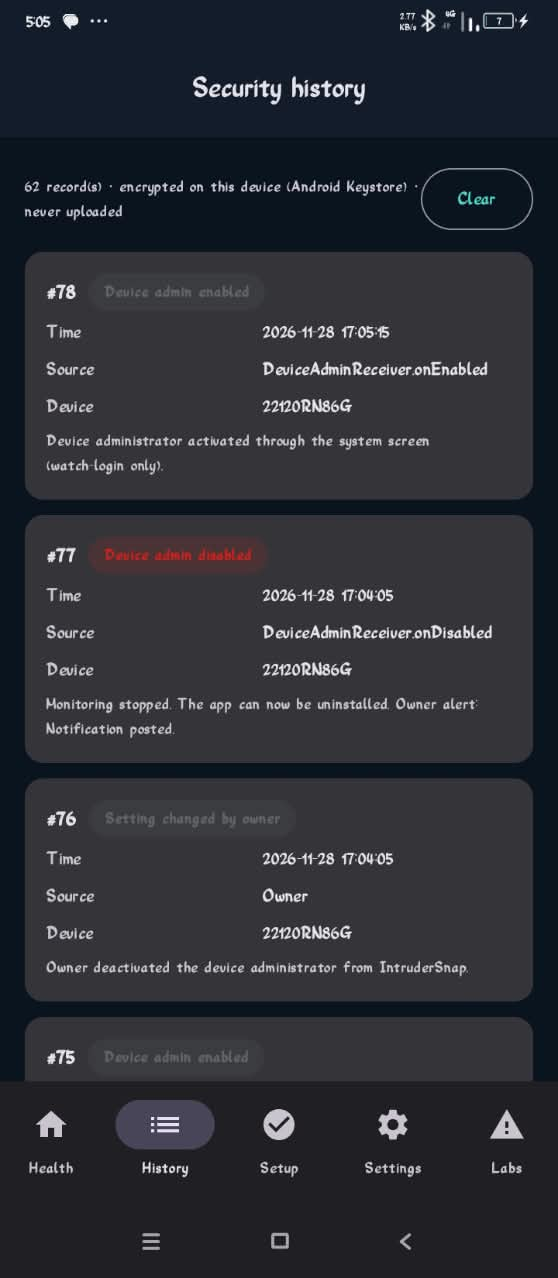 5:05
2.77
KB/s
4G
7
Security history
62 record(s) · encrypted on this device (Android Keystore) ·
never uploaded
Clear
#78 Device admin enabled
Time 2026-11-28 17:05:15
Source DeviceAdminReceiver.onEnabled
Device 22120RN86G
Device administrator activated through the system screen
(watch-login only).
#77 Device admin disabled
Time 2026-11-28 17:04:05
Source DeviceAdminReceiver.onDisabled
Device 22120RN86G
Monitoring stopped. The app can now be uninstalled. Owner alert:
Notification posted.
#76 Setting changed by owner
Time 2026-11-28 17:04:05
Source Owner
Device 22120RN86G
Owner deactivated the device administrator from IntruderSnap.
#75 Device admin enabled
Health History Setup Settings Labs